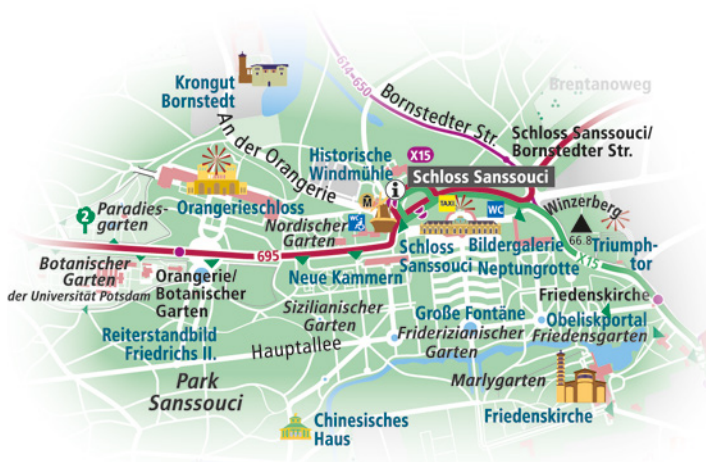 614-650
Brentanoweg
Krongut
Bornstedt
Bornstedter Str.
Schloss Sanssouci/
Bornstedter Str.
An der Orangerie
Historische
Windmühle
X15
i
Schloss Sanssouci
M
TAXI
WC
WC
Winzerberg
66.8
Triumph-
tor
X15
2
Paradies-
garten
Orangerieschloss
Nordischer
Garten
695
Schloss
Sanssouci
Bildergalerie
Neptungrotte
Neue Kammern
Botanischer
Garten
der Universität Potsdam
Orangerie/
Botanischer
Garten
Friedenskirche
Sizilianischer
Garten
Große Fontäne
Obeliskportal
Friedensgarten
Reiterstandbild
Friedrichs II.
Hauptallee
Friderizianischer
Garten
Park
Sanssouci
Marlygarten
Friedenskirche
Chinesisches
Haus